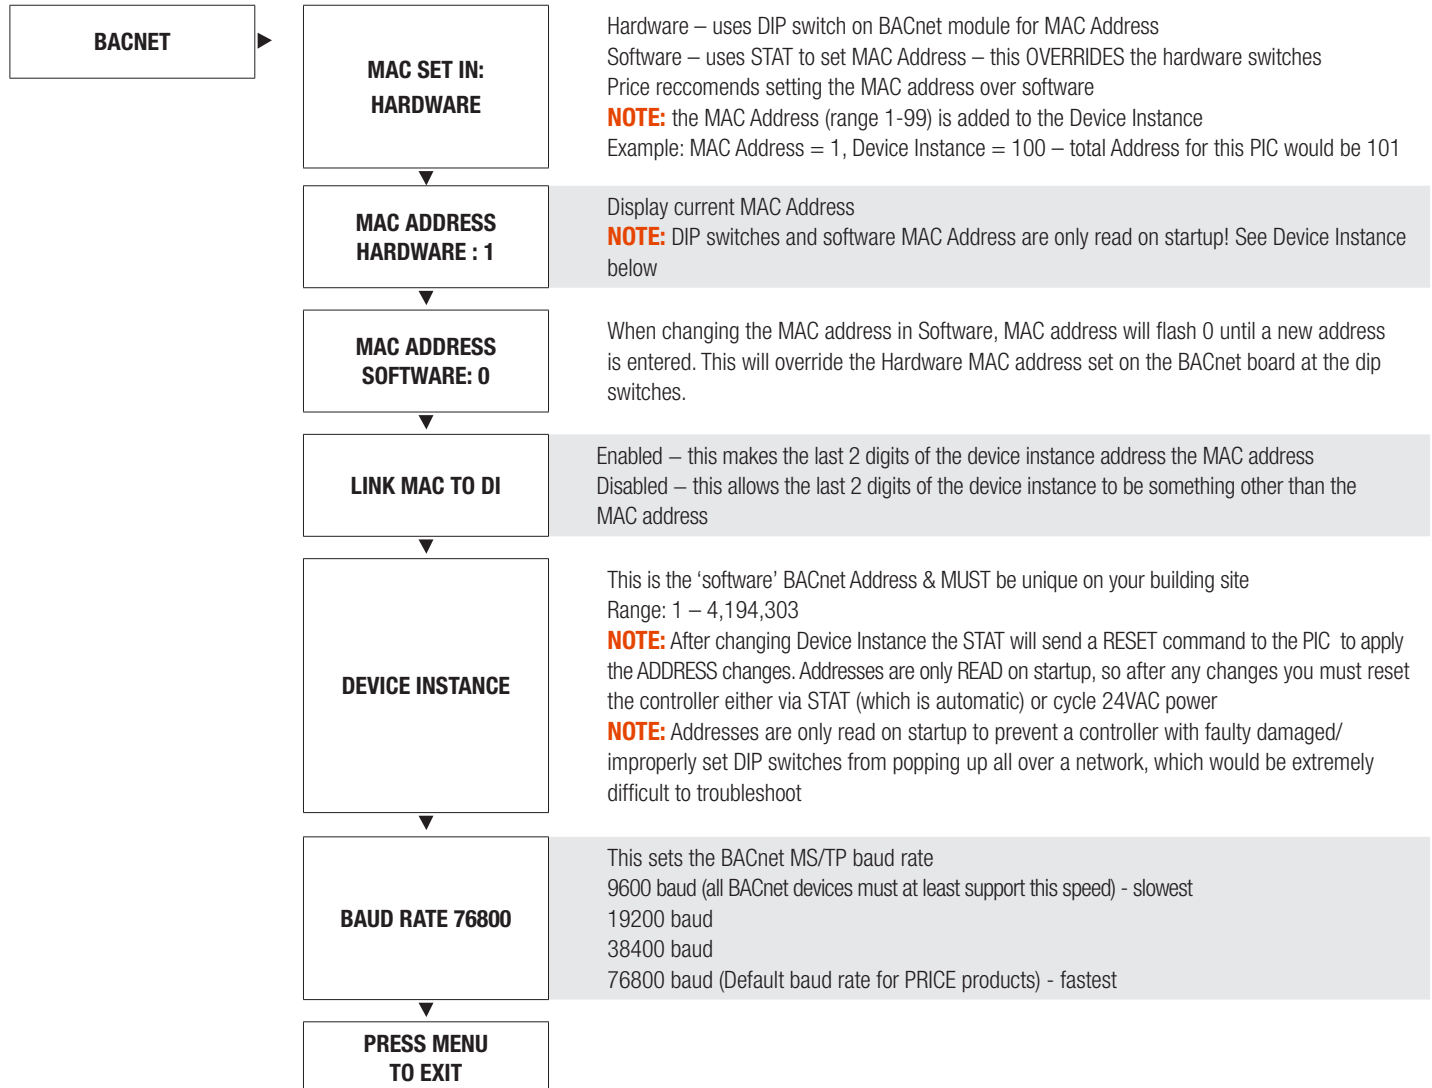 BACNET
MAC SET IN:
HARDWARE
Hardware – uses DIP switch on BACnet module for MAC Address
Software – uses STAT to set MAC Address – this OVERRIDES the hardware switches
Price reccomends setting the MAC address over software
NOTE: the MAC Address (range 1-99) is added to the Device Instance
Example: MAC Address = 1, Device Instance = 100 – total Address for this PIC would be 101
MAC ADDRESS
HARDWARE : 1
Display current MAC Address
NOTE: DIP switches and software MAC Address are only read on startup! See Device Instance
below
MAC ADDRESS
SOFTWARE: 0
When changing the MAC address in Software, MAC address will flash 0 until a new address
is entered. This will override the Hardware MAC address set on the BACnet board at the dip
switches.
LINK MAC TO DI
Enabled – this makes the last 2 digits of the device instance address the MAC address
Disabled – this allows the last 2 digits of the device instance to be something other than the
MAC address
DEVICE INSTANCE
This is the ‘software’ BACnet Address & MUST be unique on your building site
Range: 1 – 4,194,303
NOTE: After changing Device Instance the STAT will send a RESET command to the PIC to apply
the ADDRESS changes. Addresses are only READ on startup, so after any changes you must reset
the controller either via STAT (which is automatic) or cycle 24VAC power
NOTE: Addresses are only read on startup to prevent a controller with faulty damaged/
improperly set DIP switches from popping up all over a network, which would be extremely
difficult to troubleshoot
BAUD RATE 76800
This sets the BACnet MS/TP baud rate
9600 baud (all BACnet devices must at least support this speed) - slowest
19200 baud
38400 baud
76800 baud (Default baud rate for PRICE products) - fastest
PRESS MENU
TO EXIT